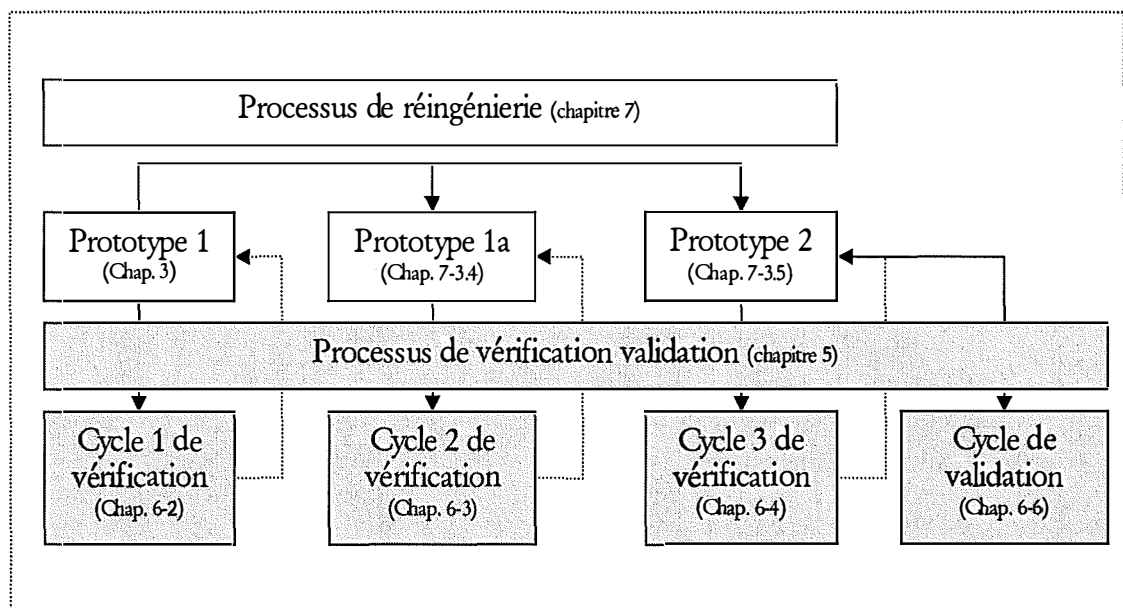 Processus de réingénierie (chapitre 7)
Prototype 1
(Chap. 3)
Prototype 1a
(Chap. 7-3.4)
Prototype 2
(Chap. 7-3.5)
Processus de vérification validation (chapitre 5)
Cycle 1 de
vérification
(Chap. 6-2)
Cycle 2 de
vérification
(Chap. 6-3)
Cycle 3 de
vérification
(Chap. 6-4)
Cycle de
validation
(Chap. 6-6)